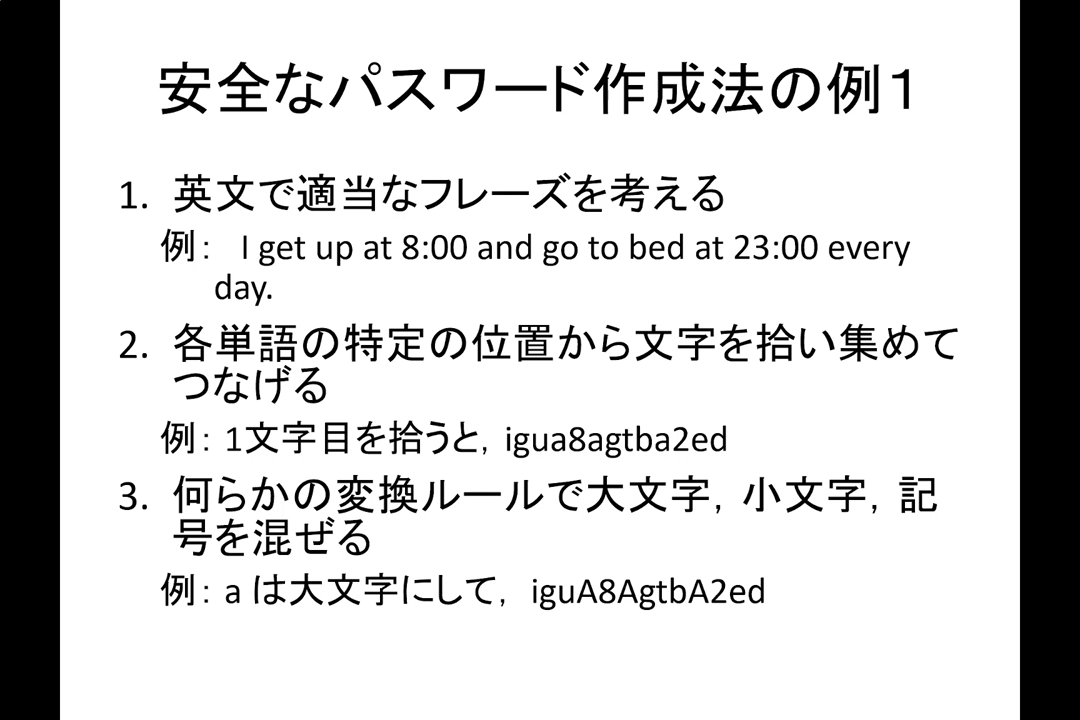 安全なパスワード作成法の例１
1. 英文で適当なフレーズを考える
例： I get up at 8:00 and go to bed at 23:00 every
day.
2. 各単語の特定の位置から文字を拾い集めて
つなげる
例：1文字目を拾うと，igua8agtba2ed
3. 何らかの変換ルールで大文字，小文字，記
号を混ぜる
例：a は大文字にして， iguA8AgtbA2ed